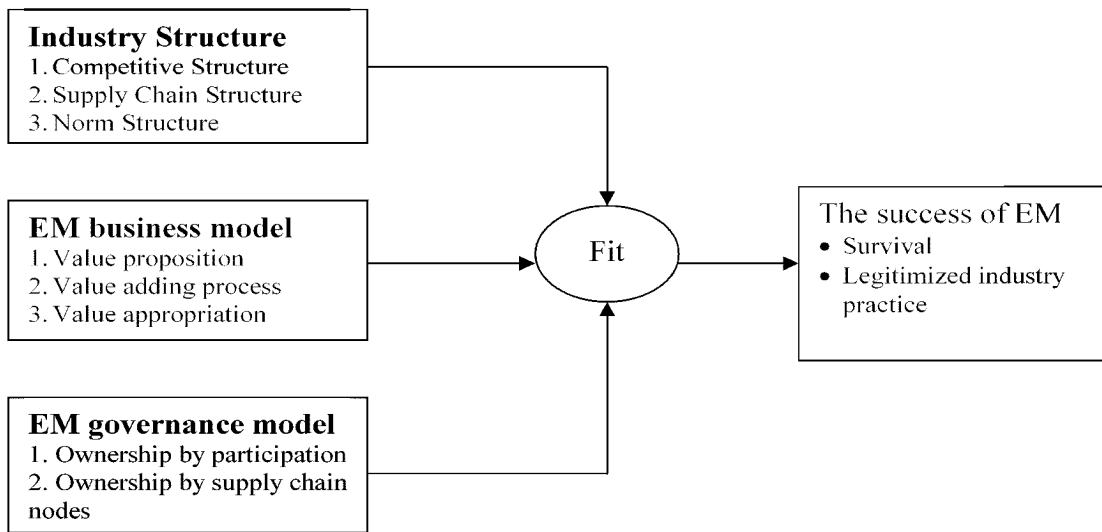 Industry Structure
1. Competitive Structure
2. Supply Chain Structure
3. Norm Structure
EM business model
1. Value proposition
2. Value adding process
3. Value appropriation
EM governance model
1. Ownership by participation
2. Ownership by supply chain
nodes
Fit
The success of EM
• Survival
• Legitimized industry
practice